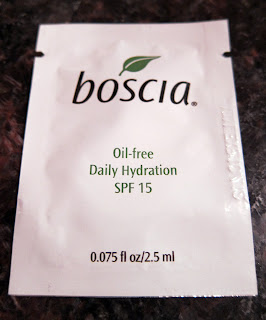 boscia®
Oil-free
Daily Hydration
SPF 15
0.075 fl oz/2.5 ml